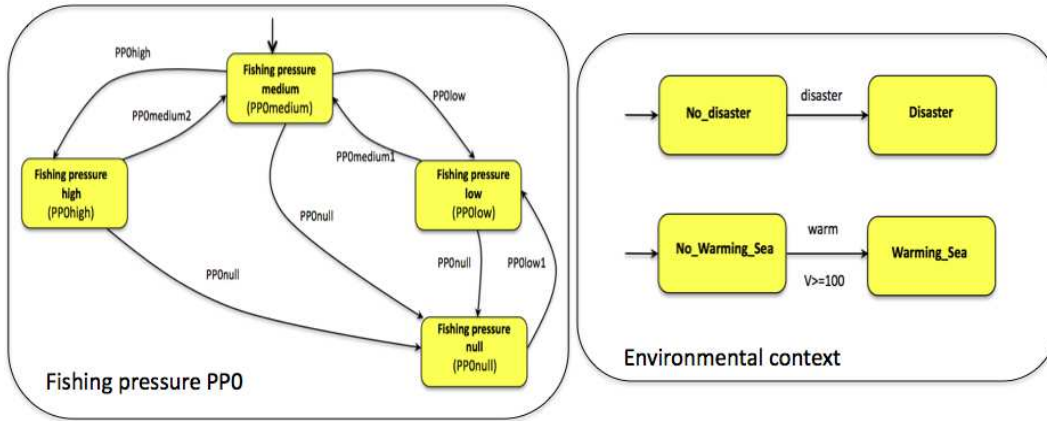 PP0high
Fishing pressure
medium
(PP0medium)
PP0low
PP0medium2
PP0medium1
Fishing pressure
high
(PP0high)
Fishing pressure
low
(PP0low)
PP0null
PP0null
PP0low1
PP0null
Fishing pressure
null
(PP0null)
Fishing pressure PP0
No_disaster
disaster
Disaster
No_Warming_Sea
warm
V>=100
Warming_Sea
Environmental context